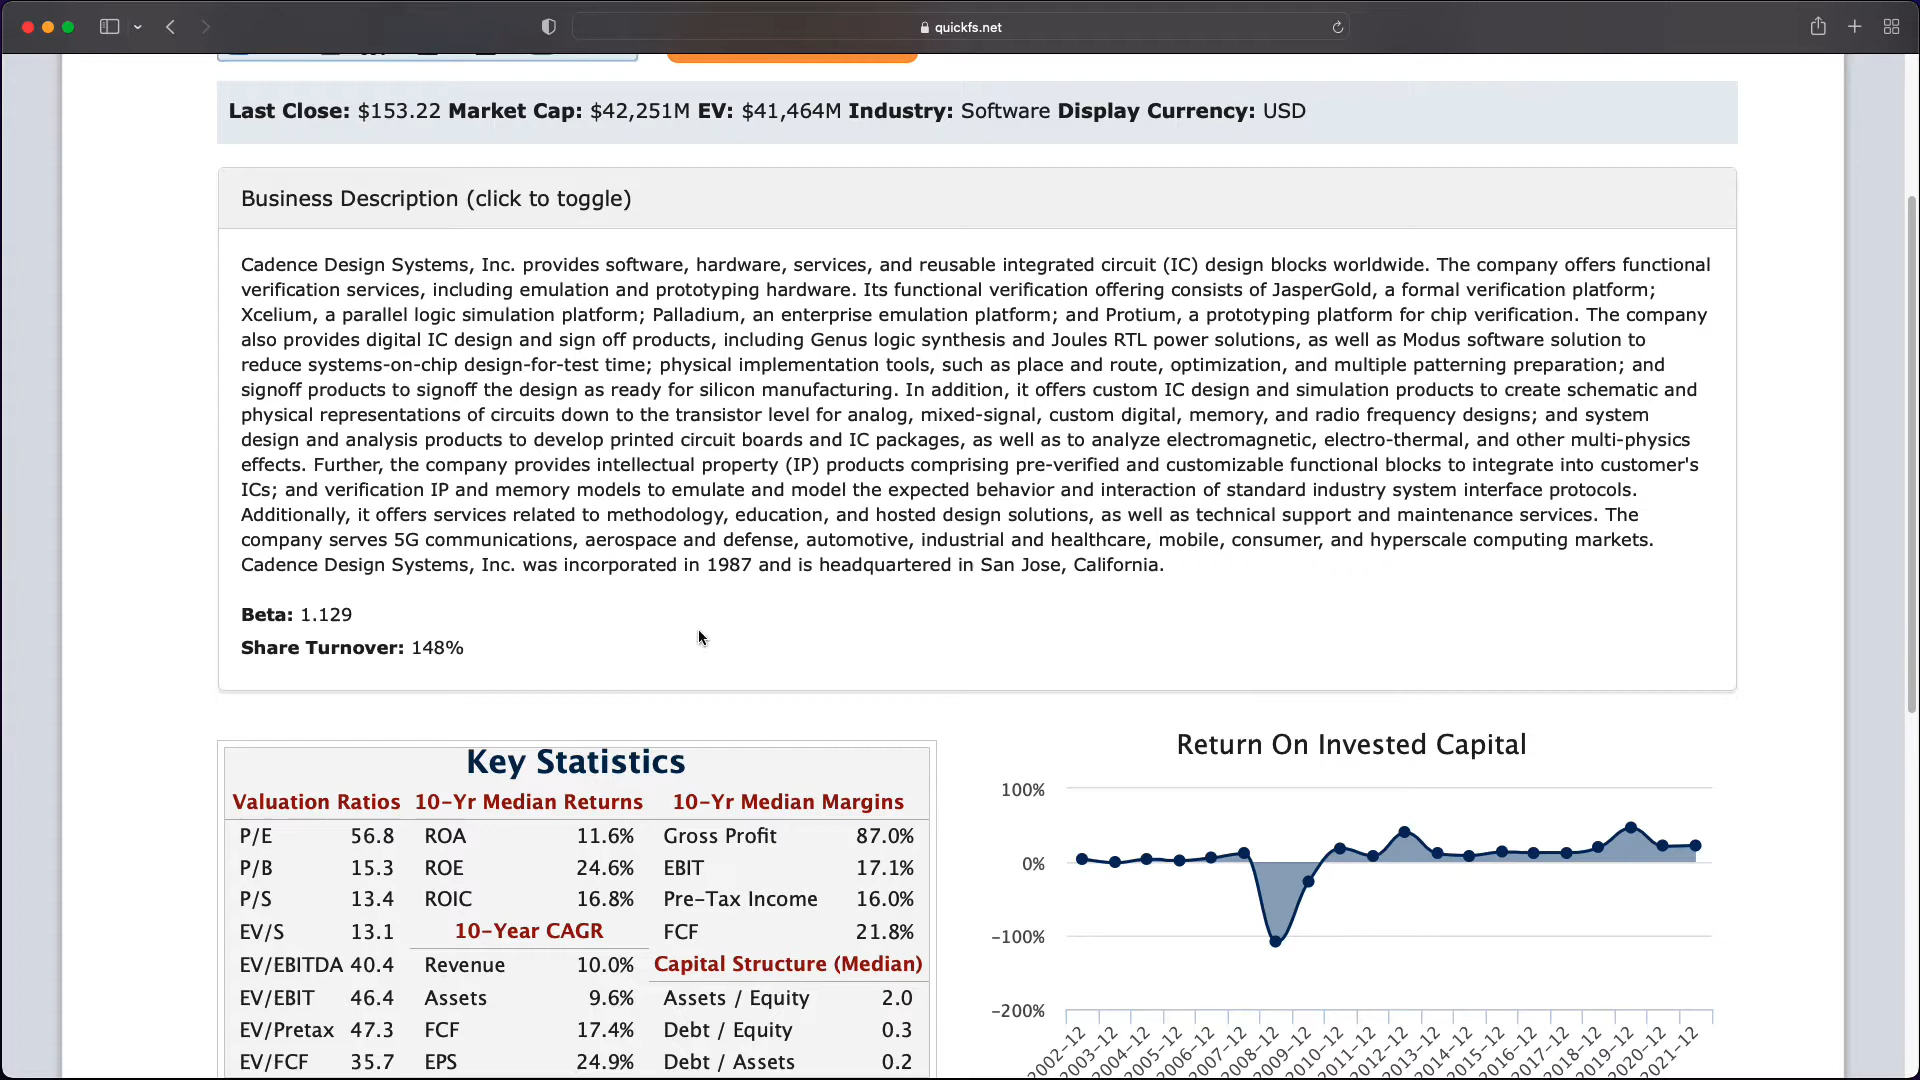 quickfs.net
Last Close: $153.22 Market Cap: $42,251M EV: $41,464M Industry: Software Display Currency: USD
Business Description (click to toggle)
Cadence Design Systems, Inc. provides software, hardware, services, and reusable integrated circuit (IC) design blocks worldwide. The company offers functional
verification services, including emulation and prototyping hardware. Its functional verification offering consists of JasperGold, a formal verification platform;
Xcelium, a parallel logic simulation platform; Palladium, an enterprise emulation platform; and Protium, a prototyping platform for chip verification. The company
also provides digital IC design and sign off products, including Genus logic synthesis and Joules RTL power solutions, as well as Modus software solution to
reduce systems-on-chip design-for-test time; physical implementation tools, such as place and route, optimization, and multiple patterning preparation; and
signoff products to signoff the design as ready for silicon manufacturing. In addition, it offers custom IC design and simulation products to create schematic and
physical representations of circuits down to the transistor level for analog, mixed-signal, custom digital, memory, and radio frequency designs; and system
design and analysis products to develop printed circuit boards and IC packages, as well as to analyze electromagnetic, electro-thermal, and other multi-physics
effects. Further, the company provides intellectual property (IP) products comprising pre-verified and customizable functional blocks to integrate into customer's
ICs; and verification IP and memory models to emulate and model the expected behavior and interaction of standard industry system interface protocols.
Additionally, it offers services related to methodology, education, and hosted design solutions, as well as technical support and maintenance services. The
company serves 5G communications, aerospace and defense, automotive, industrial and healthcare, mobile, consumer, and hyperscale computing markets.
Cadence Design Systems, Inc. was incorporated in 1987 and is headquartered in San Jose, California.
Beta: 1.129
Share Turnover: 148%
Key Statistics
Valuation Ratios 10-Yr Median Returns 10-Yr Median Margins
P/E 56.8 ROA 11.6% Gross Profit 87.0%
P/B 15.3 ROE 24.6% EBIT 17.1%
P/S 13.4 ROIC 16.8% Pre-Tax Income 16.0%
EV/S 13.1 10-Year CAGR FCF 21.8%
EV/EBITDA 40.4 Revenue 10.0% Capital Structure (Median)
EV/EBIT 46.4 Assets 9.6% Assets / Equity 2.0
EV/Pretax 47.3 FCF 17.4% Debt / Equity 0.3
EV/FCF 35.7 EPS 24.9% Debt / Assets 0.2
Return On Invested Capital
100%
0%
-100%
-200%
2002-12 2003-12 2004-12 2005-12 2006-12 2007-12 2008-12 2009-12 2010-12 2011-12 2012-12 2013-12 2014-12 2015-12 2016-12 2017-12 2018-12 2019-12 2020-12 2021-12